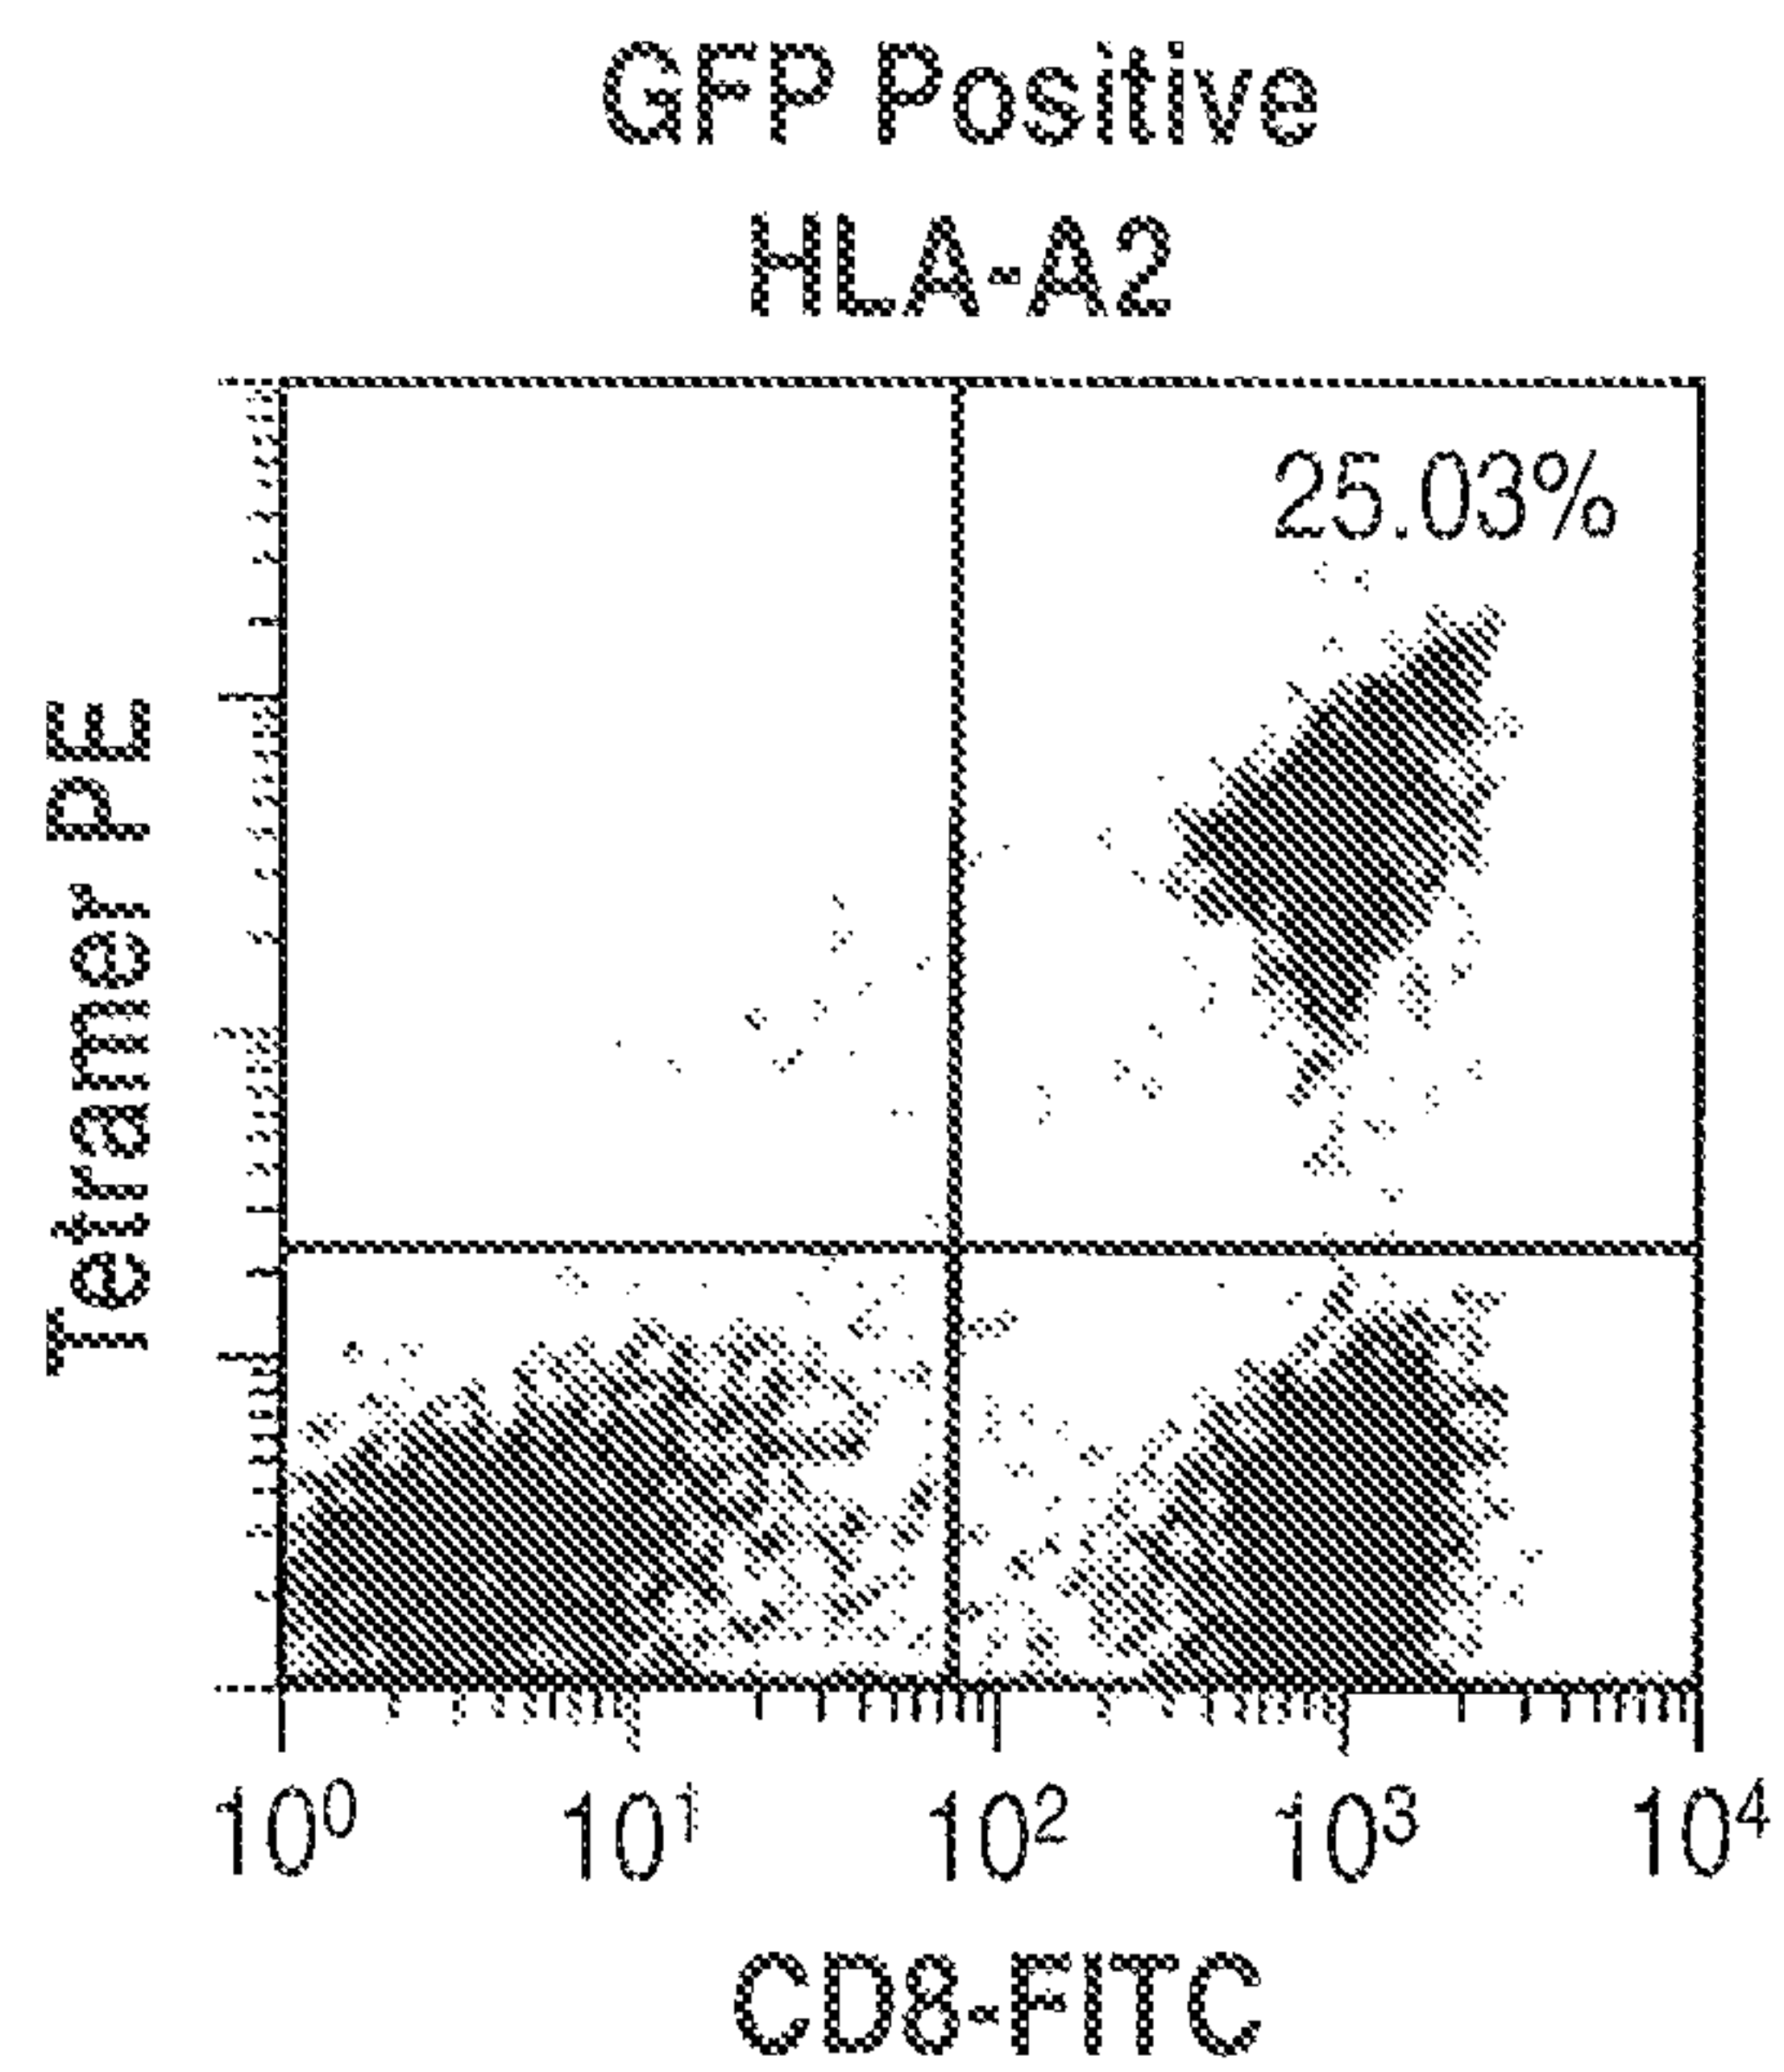 GFP Positive
HLA-A2
25.03%
Tetramer PE
10⁰ 10¹ 10² 10³ 10⁴
CD8-FITC